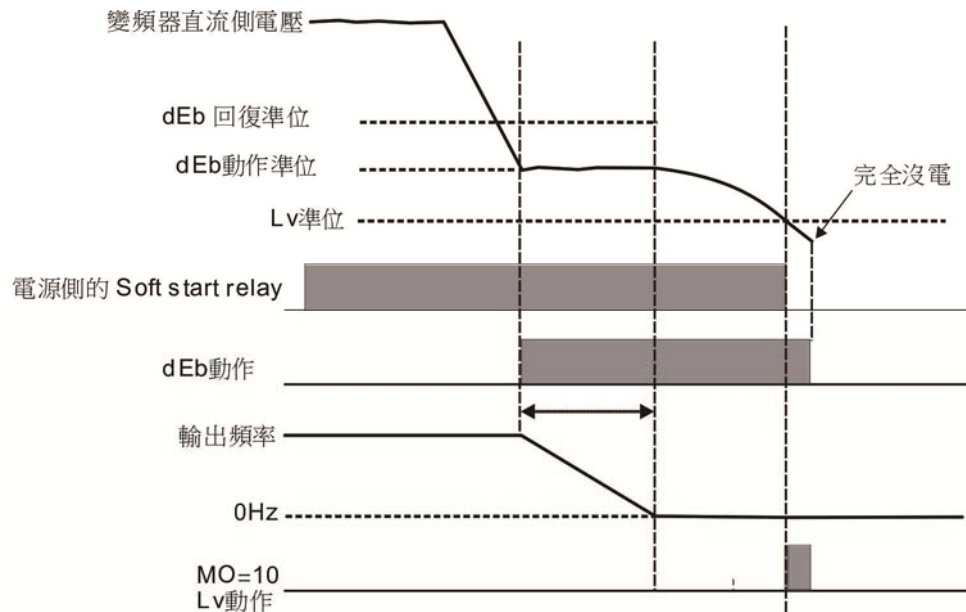 變頻器直流側電壓
dEb 回復準位
dEb動作準位
完全沒電
Lv準位
電源側的 Soft start relay
dEb動作
輸出頻率
0Hz
MO=10
Lv動作